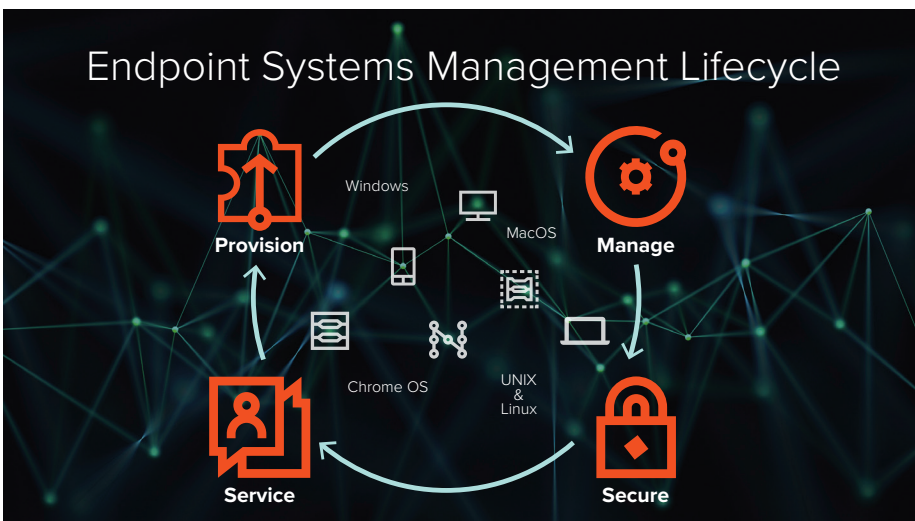 Endpoint Systems Management Lifecycle
Windows
MacOS
Provision
Manage
Chrome OS
UNIX
&
Linux
Service
Secure